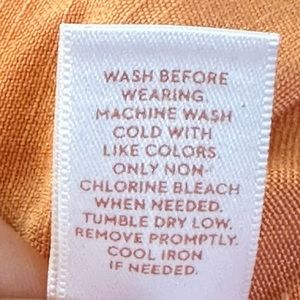 WASH BEFORE
WEARING
MACHINE WASH
COLD WITH
LIKE COLORS
ONLY NON-
CHLORINE BLEACH
WHEN NEEDED.
TUMBLE DRY LOW.
REMOVE PROMPTLY.
COOL IRON
IF NEEDED.